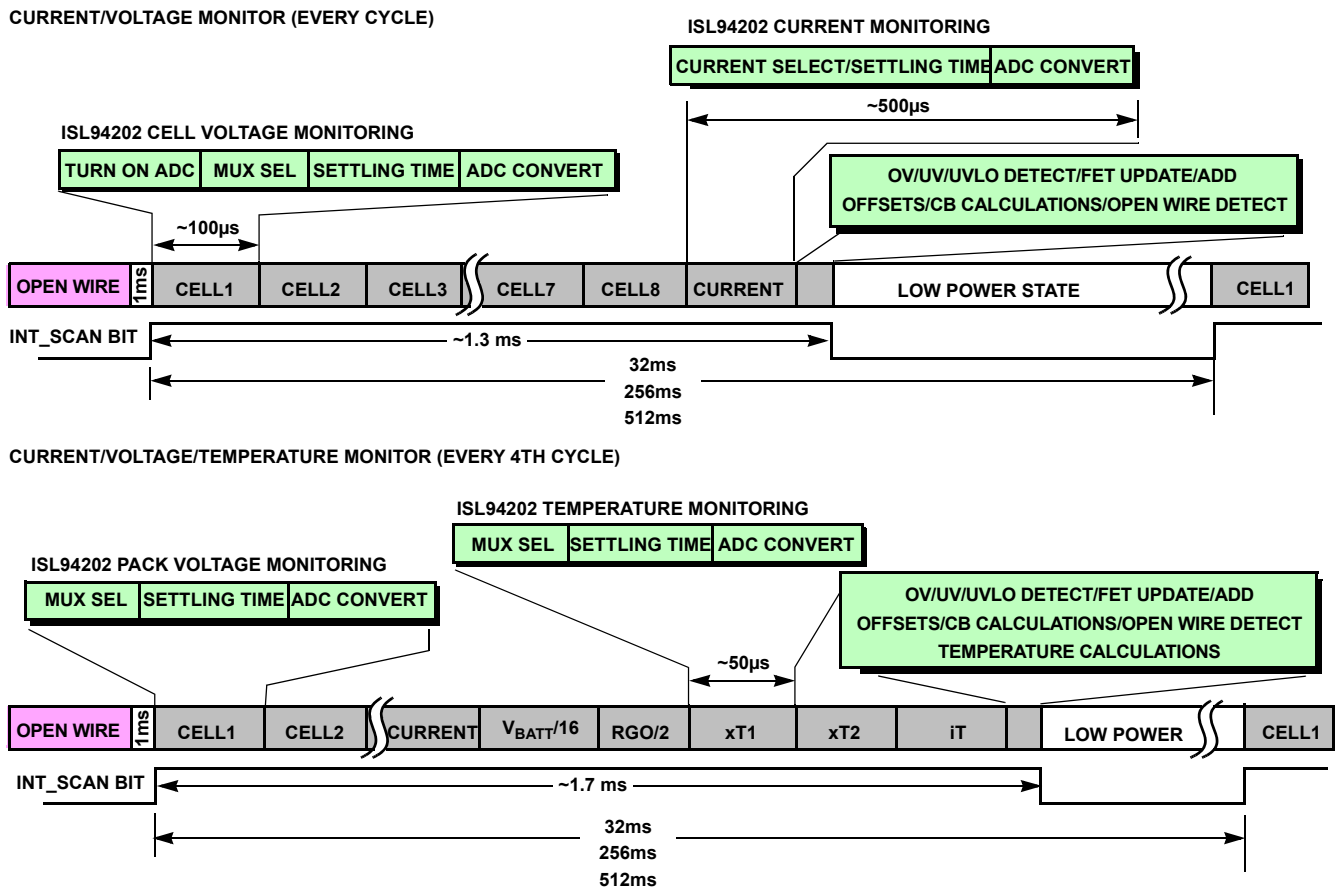 CURRENT/VOLTAGE MONITOR (EVERY CYCLE)
ISL94202 CURRENT MONITORING
CURRENT SELECT/SETTLING TIME ADC CONVERT
~500µs
ISL94202 CELL VOLTAGE MONITORING
TURN ON ADC MUX SEL SETTLING TIME ADC CONVERT
OV/UV/UVLO DETECT/FET UPDATE/ADD
OFFSETS/CB CALCULATIONS/OPEN WIRE DETECT
~100µs
OPEN WIRE 1ms CELL1 CELL2 CELL3 CELL7 CELL8 CURRENT LOW POWER STATE CELL1
INT_SCAN BIT
~1.3 ms
32ms
256ms
512ms
CURRENT/VOLTAGE/TEMPERATURE MONITOR (EVERY 4TH CYCLE)
ISL94202 TEMPERATURE MONITORING
MUX SEL SETTLING TIME ADC CONVERT
ISL94202 PACK VOLTAGE MONITORING
MUX SEL SETTLING TIME ADC CONVERT
OV/UV/UVLO DETECT/FET UPDATE/ADD
OFFSETS/CB CALCULATIONS/OPEN WIRE DETECT
TEMPERATURE CALCULATIONS
~50µs
OPEN WIRE 1ms CELL1 CELL2 CURRENT VBATT/16 RGO/2 xT1 xT2 iT LOW POWER CELL1
INT_SCAN BIT
~1.7 ms
32ms
256ms
512ms